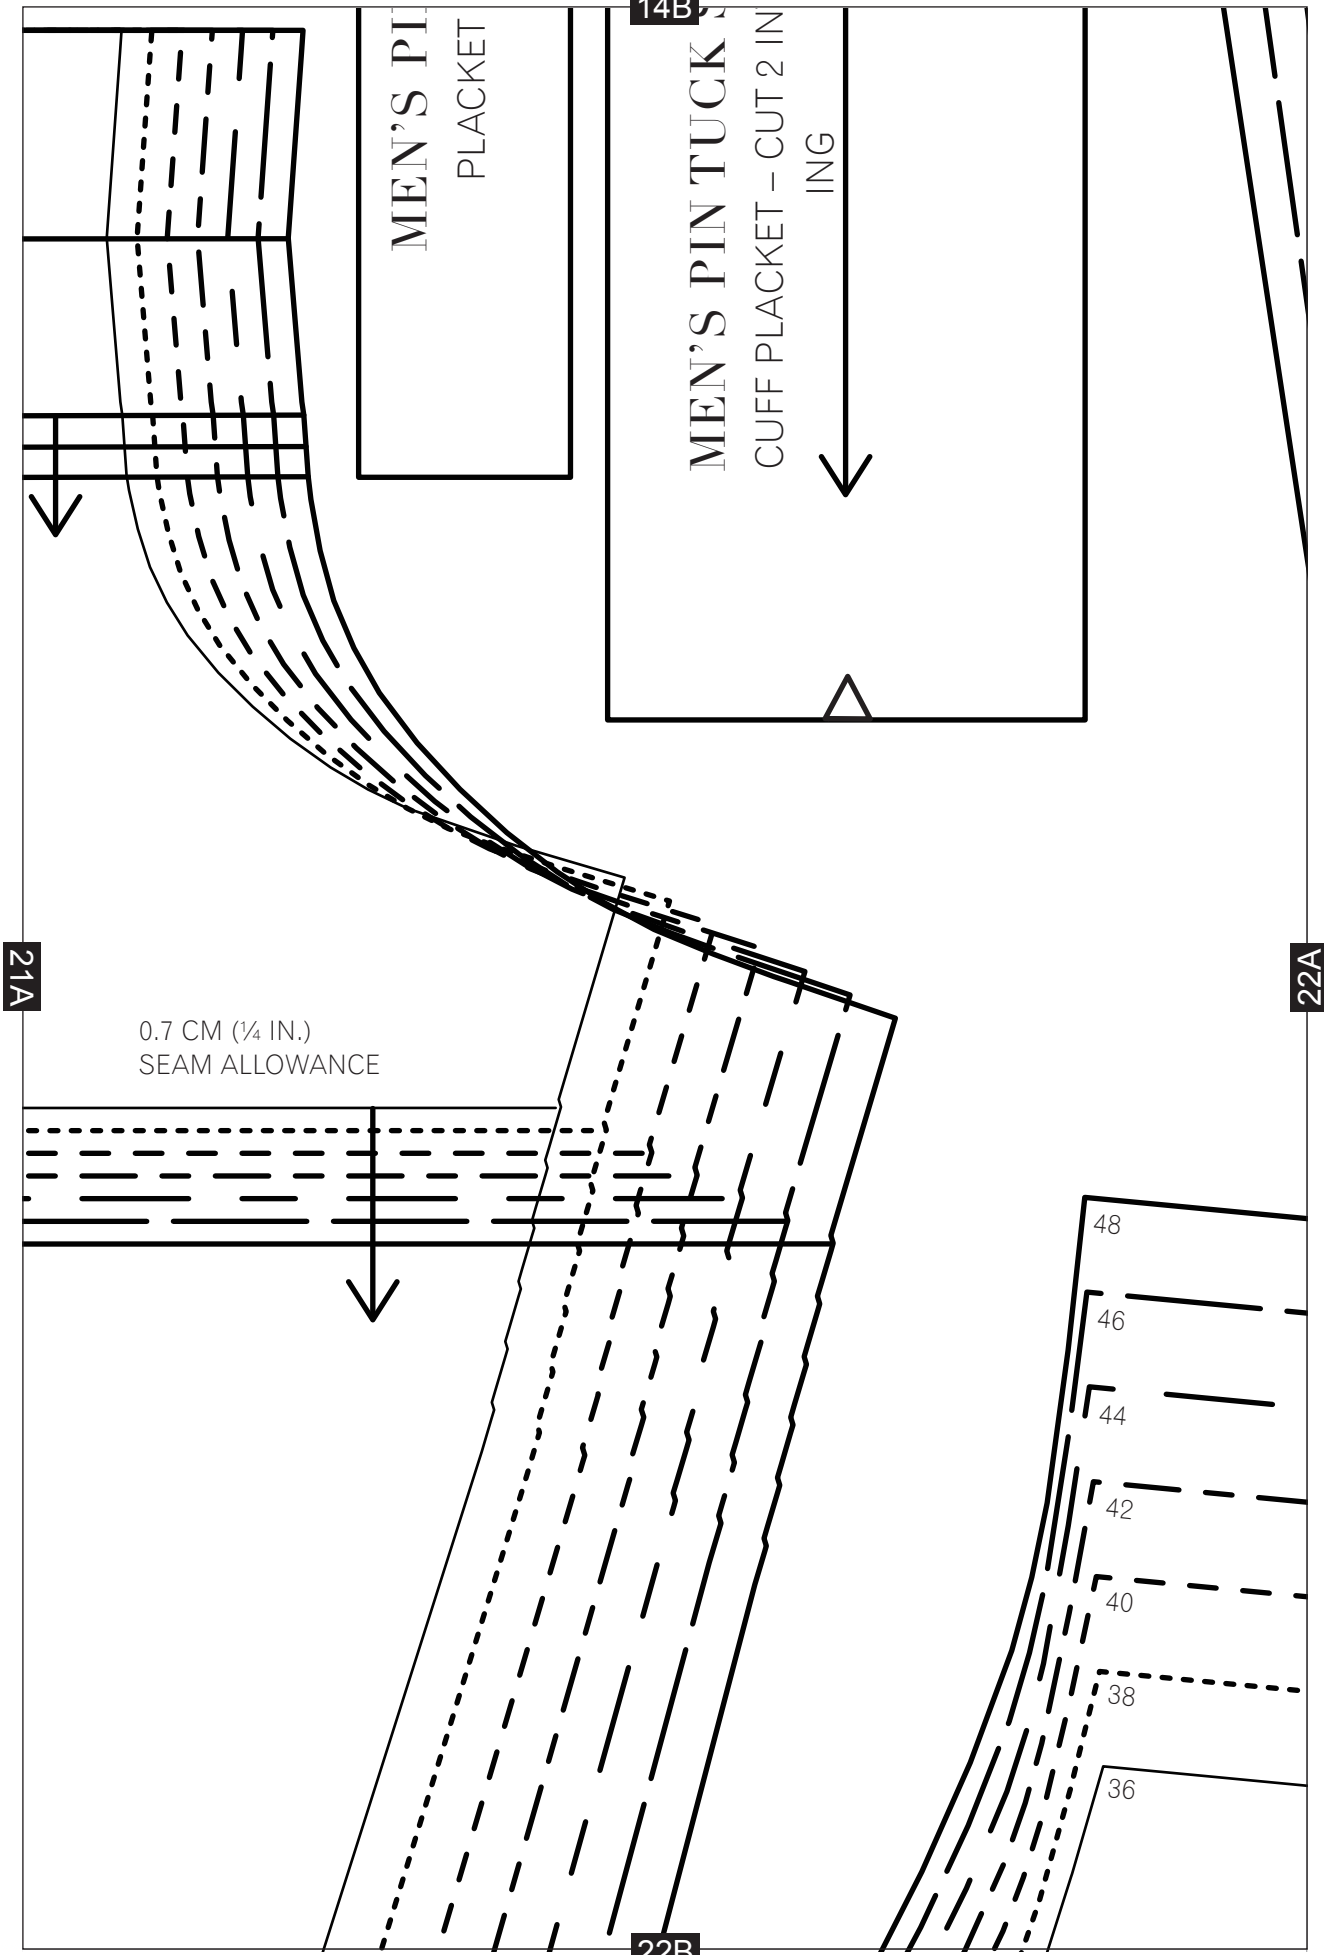 14B
MEN'S PI
PLACKET
MEN'S PIN TUCK
CUFF PLACKET – CUT 2 IN
ING
21A
22A
0.7 CM (¼ IN.)
SEAM ALLOWANCE
48
46
44
42
40
38
36
22B